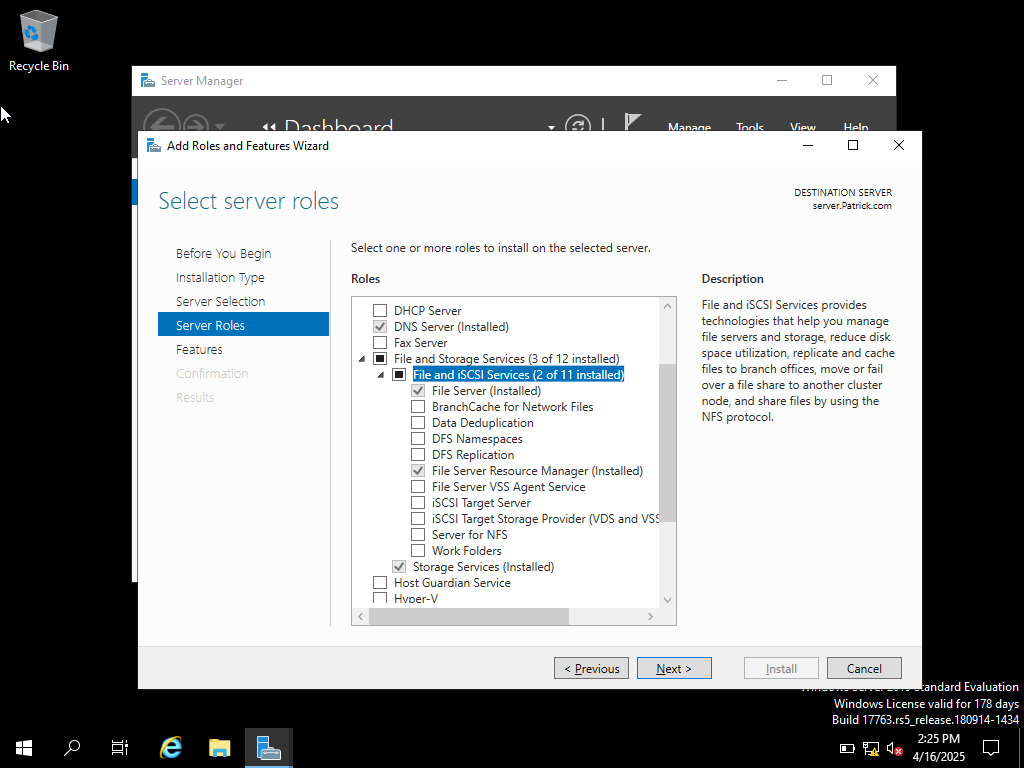 Recycle Bin
Server Manager
Dashboard
Manage
Tools
View
Help
Add Roles and Features Wizard
Select server roles
DESTINATION SERVER
server.Patrick.com
Before You Begin
Installation Type
Server Selection
Server Roles
Features
Confirmation
Results
Select one or more roles to install on the selected server.
Roles
DHCP Server
DNS Server (Installed)
Fax Server
File and Storage Services (3 of 12 installed)
File and iSCSI Services (2 of 11 installed)
File Server (Installed)
BranchCache for Network Files
Data Deduplication
DFS Namespaces
DFS Replication
File Server Resource Manager (Installed)
File Server VSS Agent Service
iSCSI Target Server
iSCSI Target Storage Provider (VDS and VSS
Server for NFS
Work Folders
Storage Services (Installed)
Host Guardian Service
Hyper-V
Description
File and iSCSI Services provides
technologies that help you manage
file servers and storage, reduce disk
space utilization, replicate and cache
files to branch offices, move or fail
over a file share to another cluster
node, and share files by using the
NFS protocol.
< Previous
Next >
Install
Cancel
Windows Server 2019 Standard Evaluation
Windows License valid for 178 days
Build 17763.rs5_release.180914-1434
2:25 PM
4/16/2025